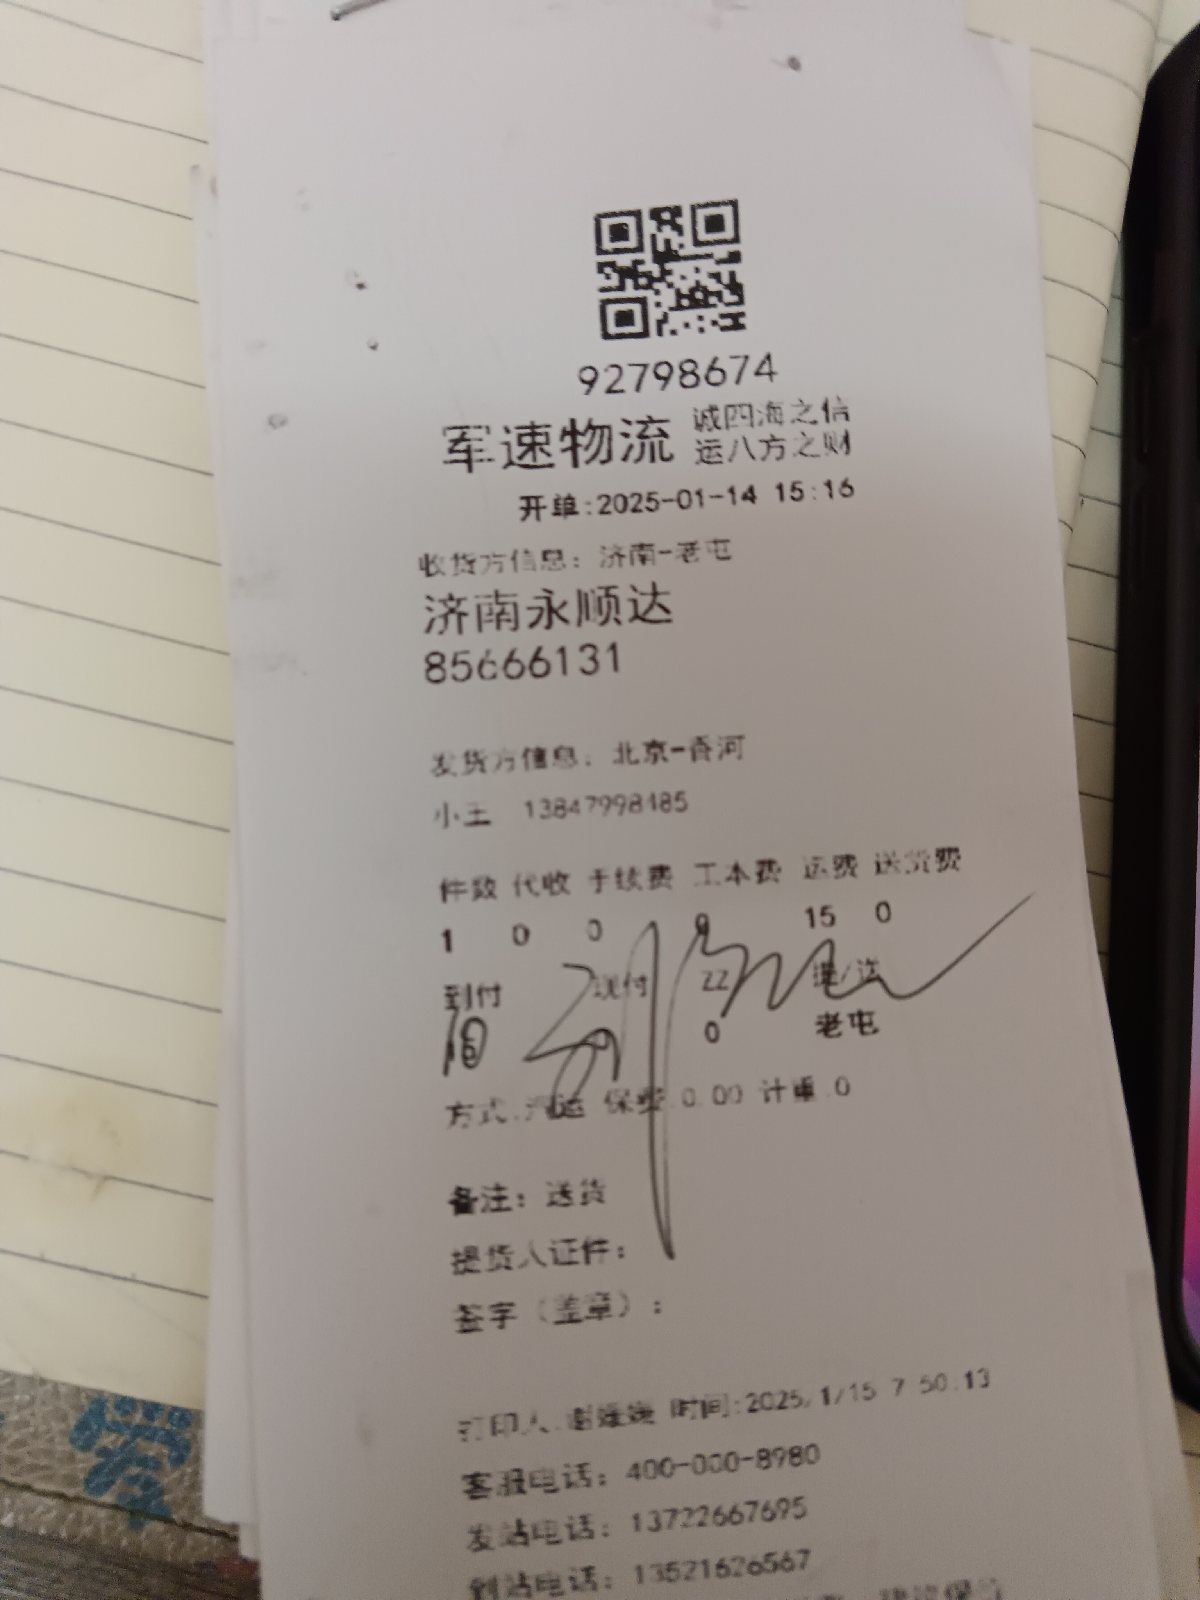 92798674
军速物流 诚四海之信
运八方之财
开单:2025-01-14 15:16
收货方信息: 济南-老屯
济南永顺达
85666131
发货方信息: 北京-香河
小王 13847998485
件数 代收 手续费 工本费 运费 送货费
1 0 0 0 15 0
到付 现付 ZZ 提/送
0 老屯
方式:汽运 保费:0.00 计重:0
备注: 送货
提货人证件:
签字（盖章）:
打印人: 时间:2025/1/15 7:50:13
客服电话: 400-000-8980
发站电话: 13722667695
到站电话: 13521626567